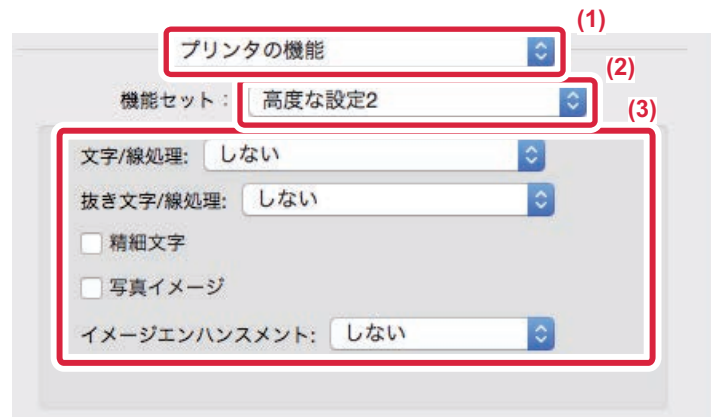 (1)
プリンタの機能
(2)
機能セット： 高度な設定2
(3)
文字/線処理: しない
抜き文字/線処理: しない
精細文字
写真イメージ
イメージエンハンスメント: しない